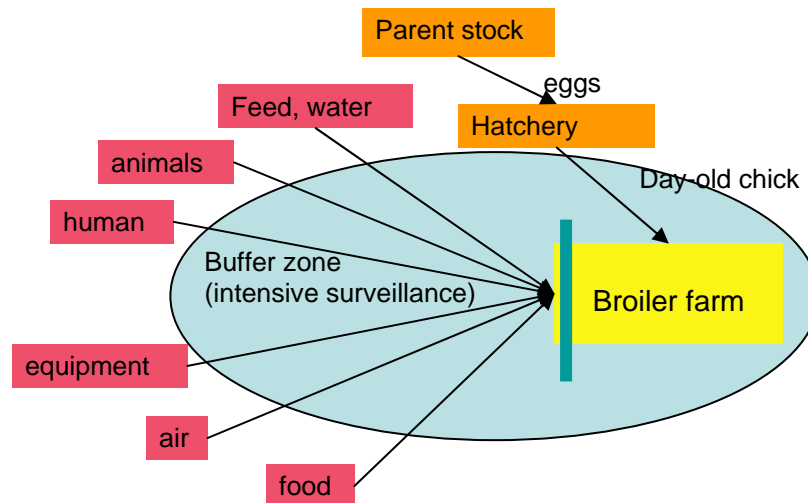 Parent stock
eggs
Feed, water
Hatchery
animals
Day-old chick
human
Buffer zone
(intensive surveillance)
Broiler farm
equipment
air
food